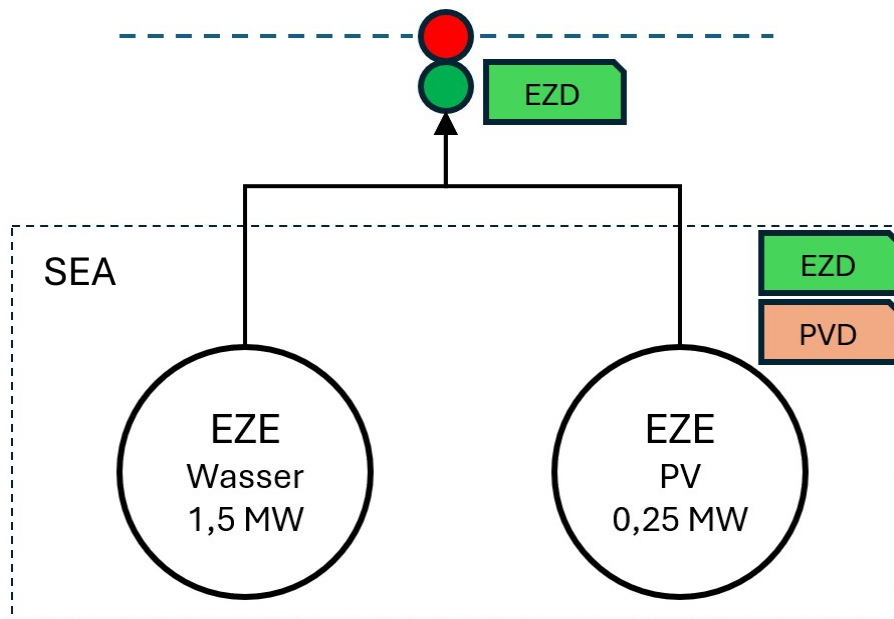 EZD
SEA
EZD
PVD
EZE
Wasser
1,5 MW
EZE
PV
0,25 MW